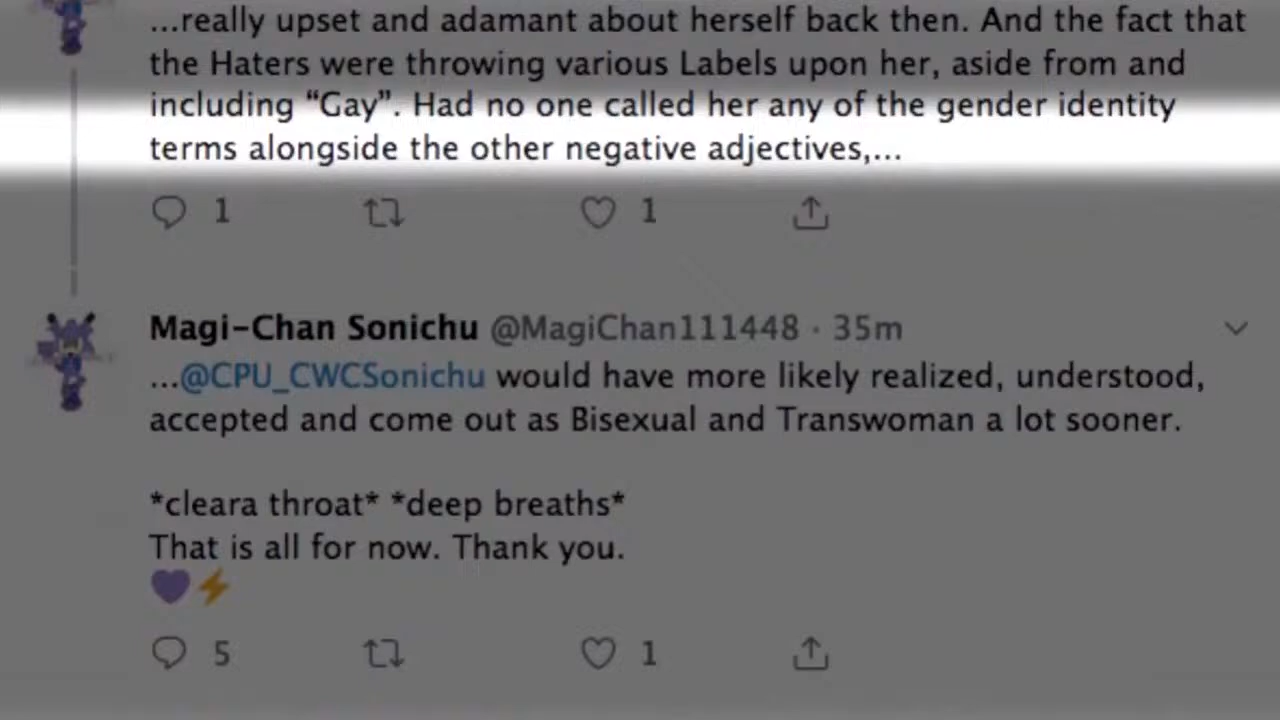 ...really upset and adamant about herself back then. And the fact that
the Haters were throwing various Labels upon her, aside from and
including “Gay”. Had no one called her any of the gender identity
terms alongside the other negative adjectives,...
1 1
Magi-Chan Sonichu @MagiChan111448 · 35m
...@CPU_CWCSonichu would have more likely realized, understood,
accepted and come out as Bisexual and Transwoman a lot sooner.
*cleara throat* *deep breaths*
That is all for now. Thank you.
💜⚡
5 1